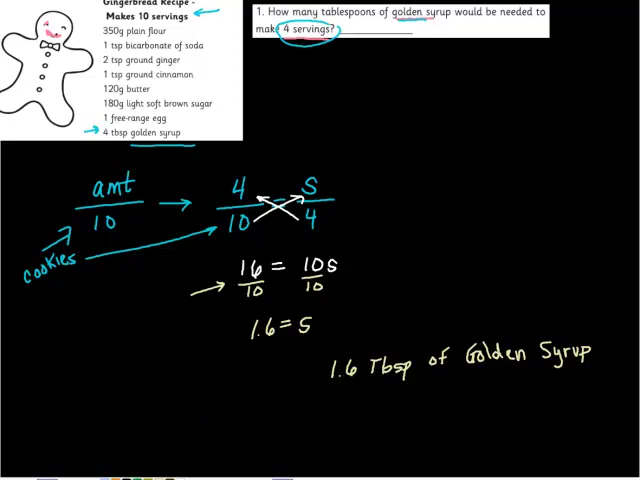 Gingerbread Recipe -
Makes 10 servings
350g plain flour
1 tsp bicarbonate of soda
2 tsp ground ginger
1 tsp ground cinnamon
120g butter
180g light soft brown sugar
1 free-range egg
4 tbsp golden syrup
1. How many tablespoons of golden syrup would be needed to
make 4 servings? ____________
amt/10 → 4/10 = S/4
cookies
16/10 = 10s/10
1.6 = S
1.6 Tbsp of Golden Syrup